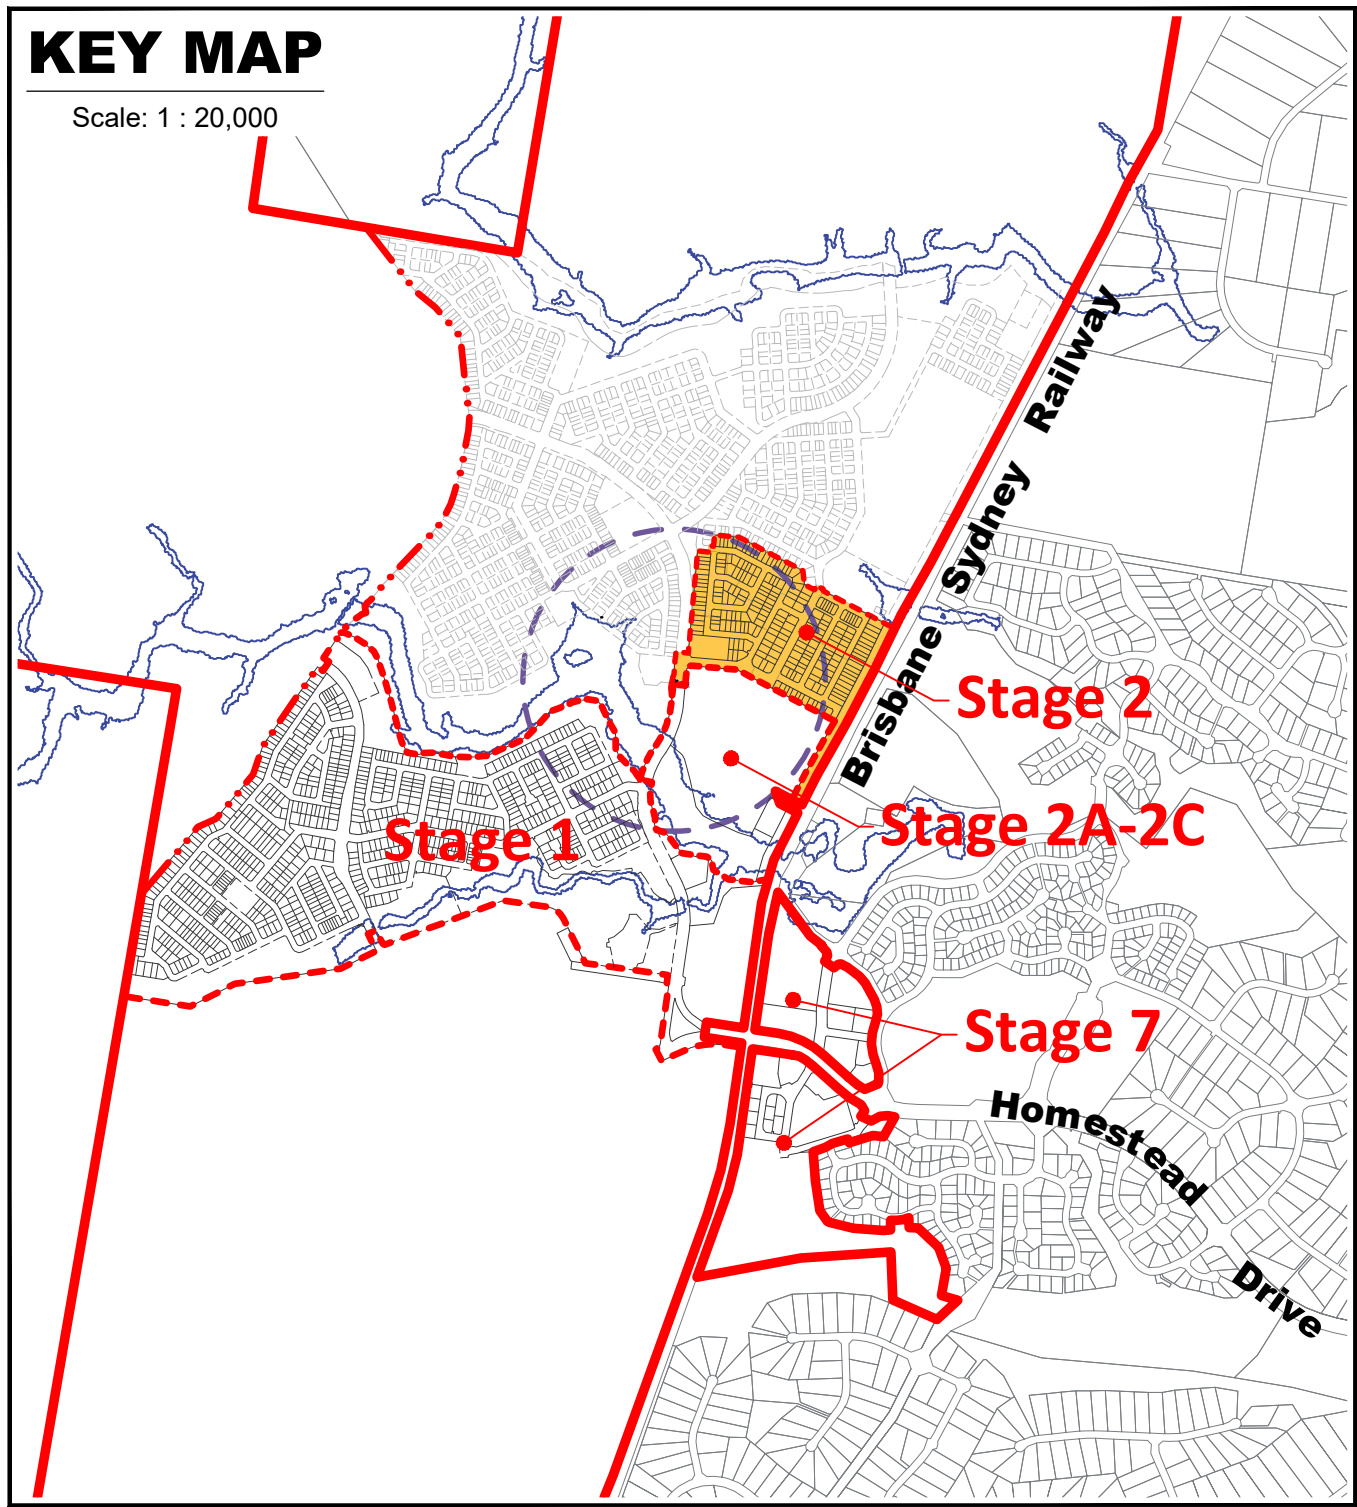 KEY MAP
Scale: 1 : 20,000
Brisbane Sydney Railway
Stage 2
Stage 2A-2C
Stage 1
Stage 7
Homestead Drive